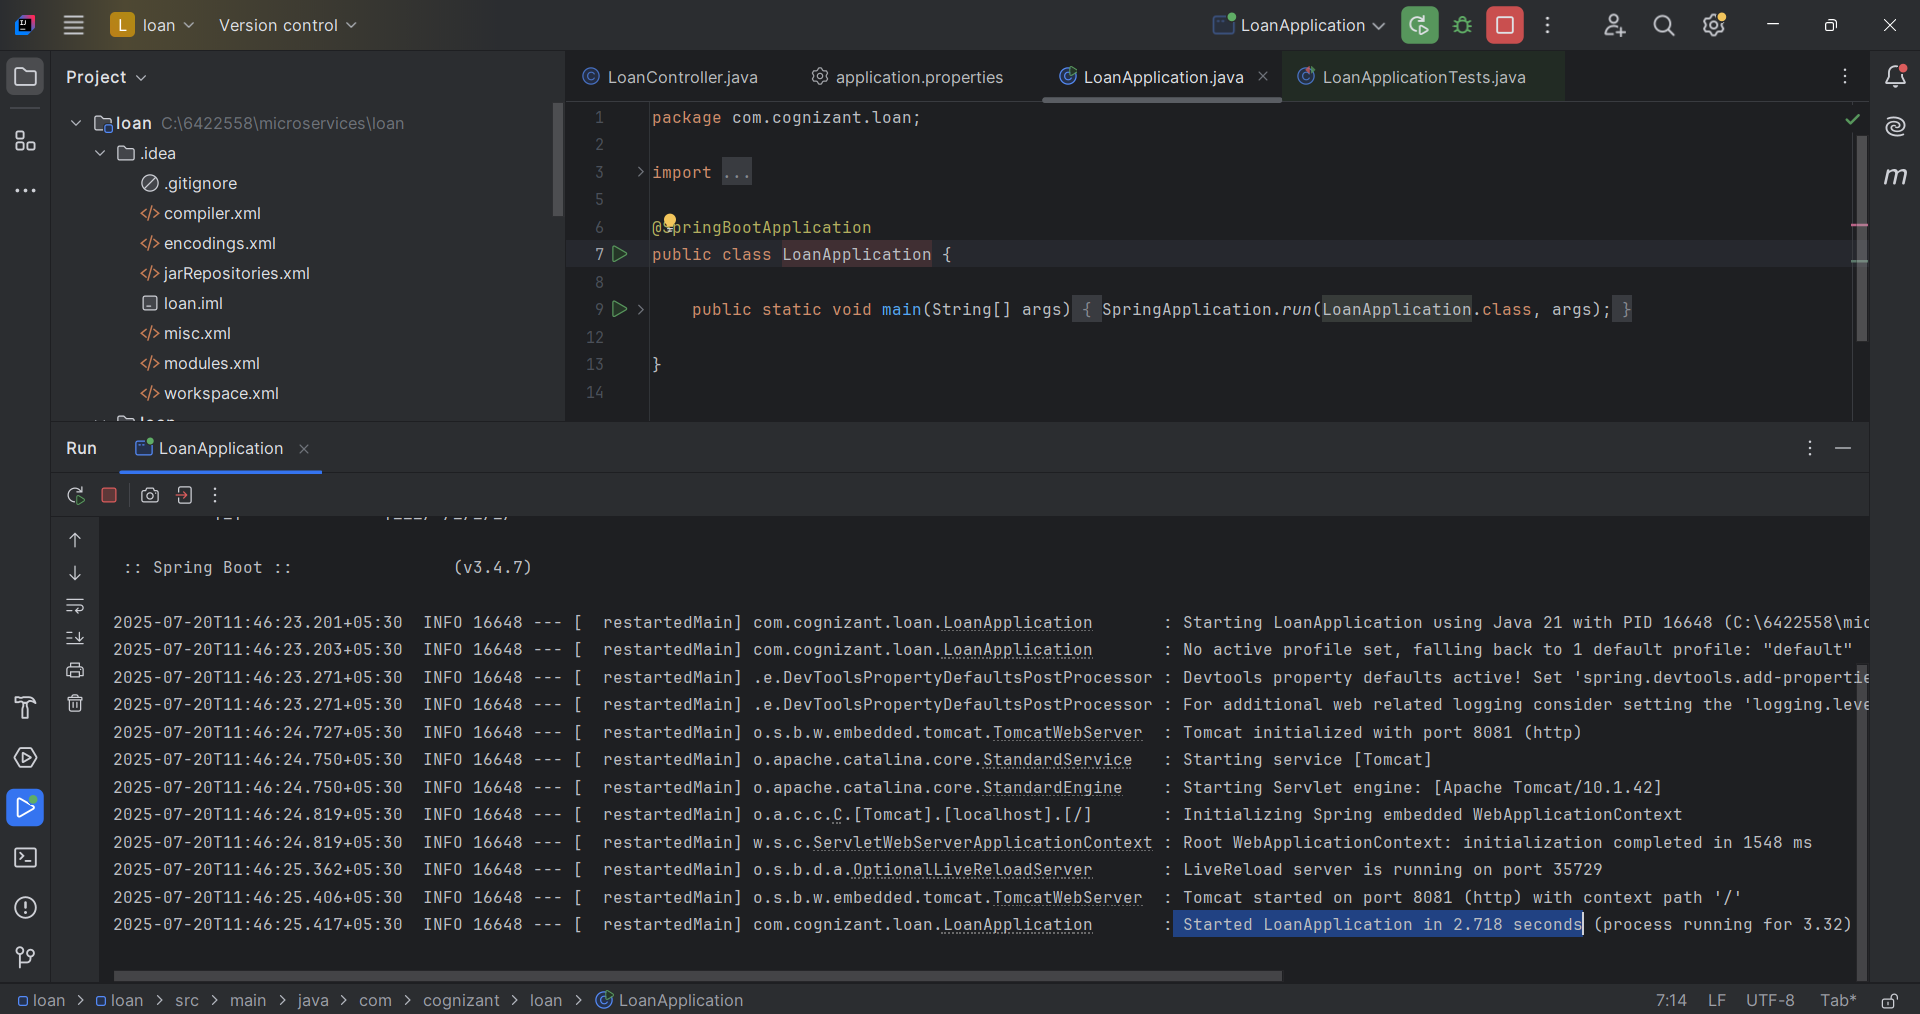 L loan Version control LoanApplication
Project
LoanController.java application.properties LoanApplication.java LoanApplicationTests.java
loan C:\6422558\microservices\loan
.idea
.gitignore
compiler.xml
encodings.xml
jarRepositories.xml
loan.iml
misc.xml
modules.xml
workspace.xml
loan
1 package com.cognizant.loan;
2
3 import ...
5
6 @SpringBootApplication
7 public class LoanApplication {
8
9 public static void main(String[] args) { SpringApplication.run(LoanApplication.class, args); }
12
13 }
14
m
Run LoanApplication
:: Spring Boot :: (v3.4.7)
2025-07-20T11:46:23.201+05:30 INFO 16648 --- [ restartedMain] com.cognizant.loan.LoanApplication : Starting LoanApplication using Java 21 with PID 16648 (C:\6422558\mic
2025-07-20T11:46:23.203+05:30 INFO 16648 --- [ restartedMain] com.cognizant.loan.LoanApplication : No active profile set, falling back to 1 default profile: "default"
2025-07-20T11:46:23.271+05:30 INFO 16648 --- [ restartedMain] .e.DevToolsPropertyDefaultsPostProcessor : Devtools property defaults active! Set 'spring.devtools.add-propertie
2025-07-20T11:46:23.271+05:30 INFO 16648 --- [ restartedMain] .e.DevToolsPropertyDefaultsPostProcessor : For additional web related logging consider setting the 'logging.leve
2025-07-20T11:46:24.727+05:30 INFO 16648 --- [ restartedMain] o.s.b.w.embedded.tomcat.TomcatWebServer : Tomcat initialized with port 8081 (http)
2025-07-20T11:46:24.750+05:30 INFO 16648 --- [ restartedMain] o.apache.catalina.core.StandardService : Starting service [Tomcat]
2025-07-20T11:46:24.750+05:30 INFO 16648 --- [ restartedMain] o.apache.catalina.core.StandardEngine : Starting Servlet engine: [Apache Tomcat/10.1.42]
2025-07-20T11:46:24.819+05:30 INFO 16648 --- [ restartedMain] o.a.c.c.C.[Tomcat].[localhost].[/] : Initializing Spring embedded WebApplicationContext
2025-07-20T11:46:24.819+05:30 INFO 16648 --- [ restartedMain] w.s.c.ServletWebServerApplicationContext : Root WebApplicationContext: initialization completed in 1548 ms
2025-07-20T11:46:25.362+05:30 INFO 16648 --- [ restartedMain] o.s.b.d.a.OptionalLiveReloadServer : LiveReload server is running on port 35729
2025-07-20T11:46:25.406+05:30 INFO 16648 --- [ restartedMain] o.s.b.w.embedded.tomcat.TomcatWebServer : Tomcat started on port 8081 (http) with context path '/'
2025-07-20T11:46:25.417+05:30 INFO 16648 --- [ restartedMain] com.cognizant.loan.LoanApplication : Started LoanApplication in 2.718 seconds (process running for 3.32)
loan > loan > src > main > java > com > cognizant > loan > LoanApplication 7:14 LF UTF-8 Tab*